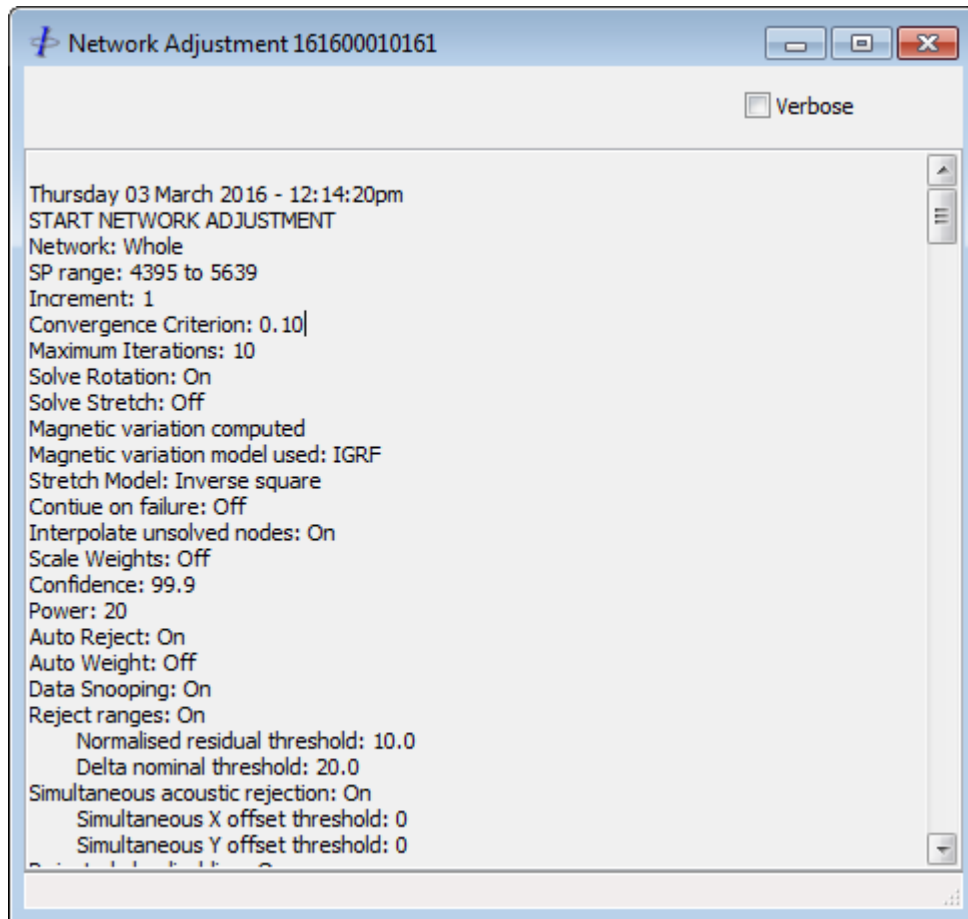 Network Adjustment 161600010161
Verbose
Thursday 03 March 2016 - 12:14:20pm
START NETWORK ADJUSTMENT
Network: Whole
SP range: 4395 to 5639
Increment: 1
Convergence Criterion: 0.10
Maximum Iterations: 10
Solve Rotation: On
Solve Stretch: Off
Magnetic variation computed
Magnetic variation model used: IGRF
Stretch Model: Inverse square
Contiue on failure: Off
Interpolate unsolved nodes: On
Scale Weights: Off
Confidence: 99.9
Power: 20
Auto Reject: On
Auto Weight: Off
Data Snooping: On
Reject ranges: On
Normalised residual threshold: 10.0
Delta nominal threshold: 20.0
Simultaneous acoustic rejection: On
Simultaneous X offset threshold: 0
Simultaneous Y offset threshold: 0